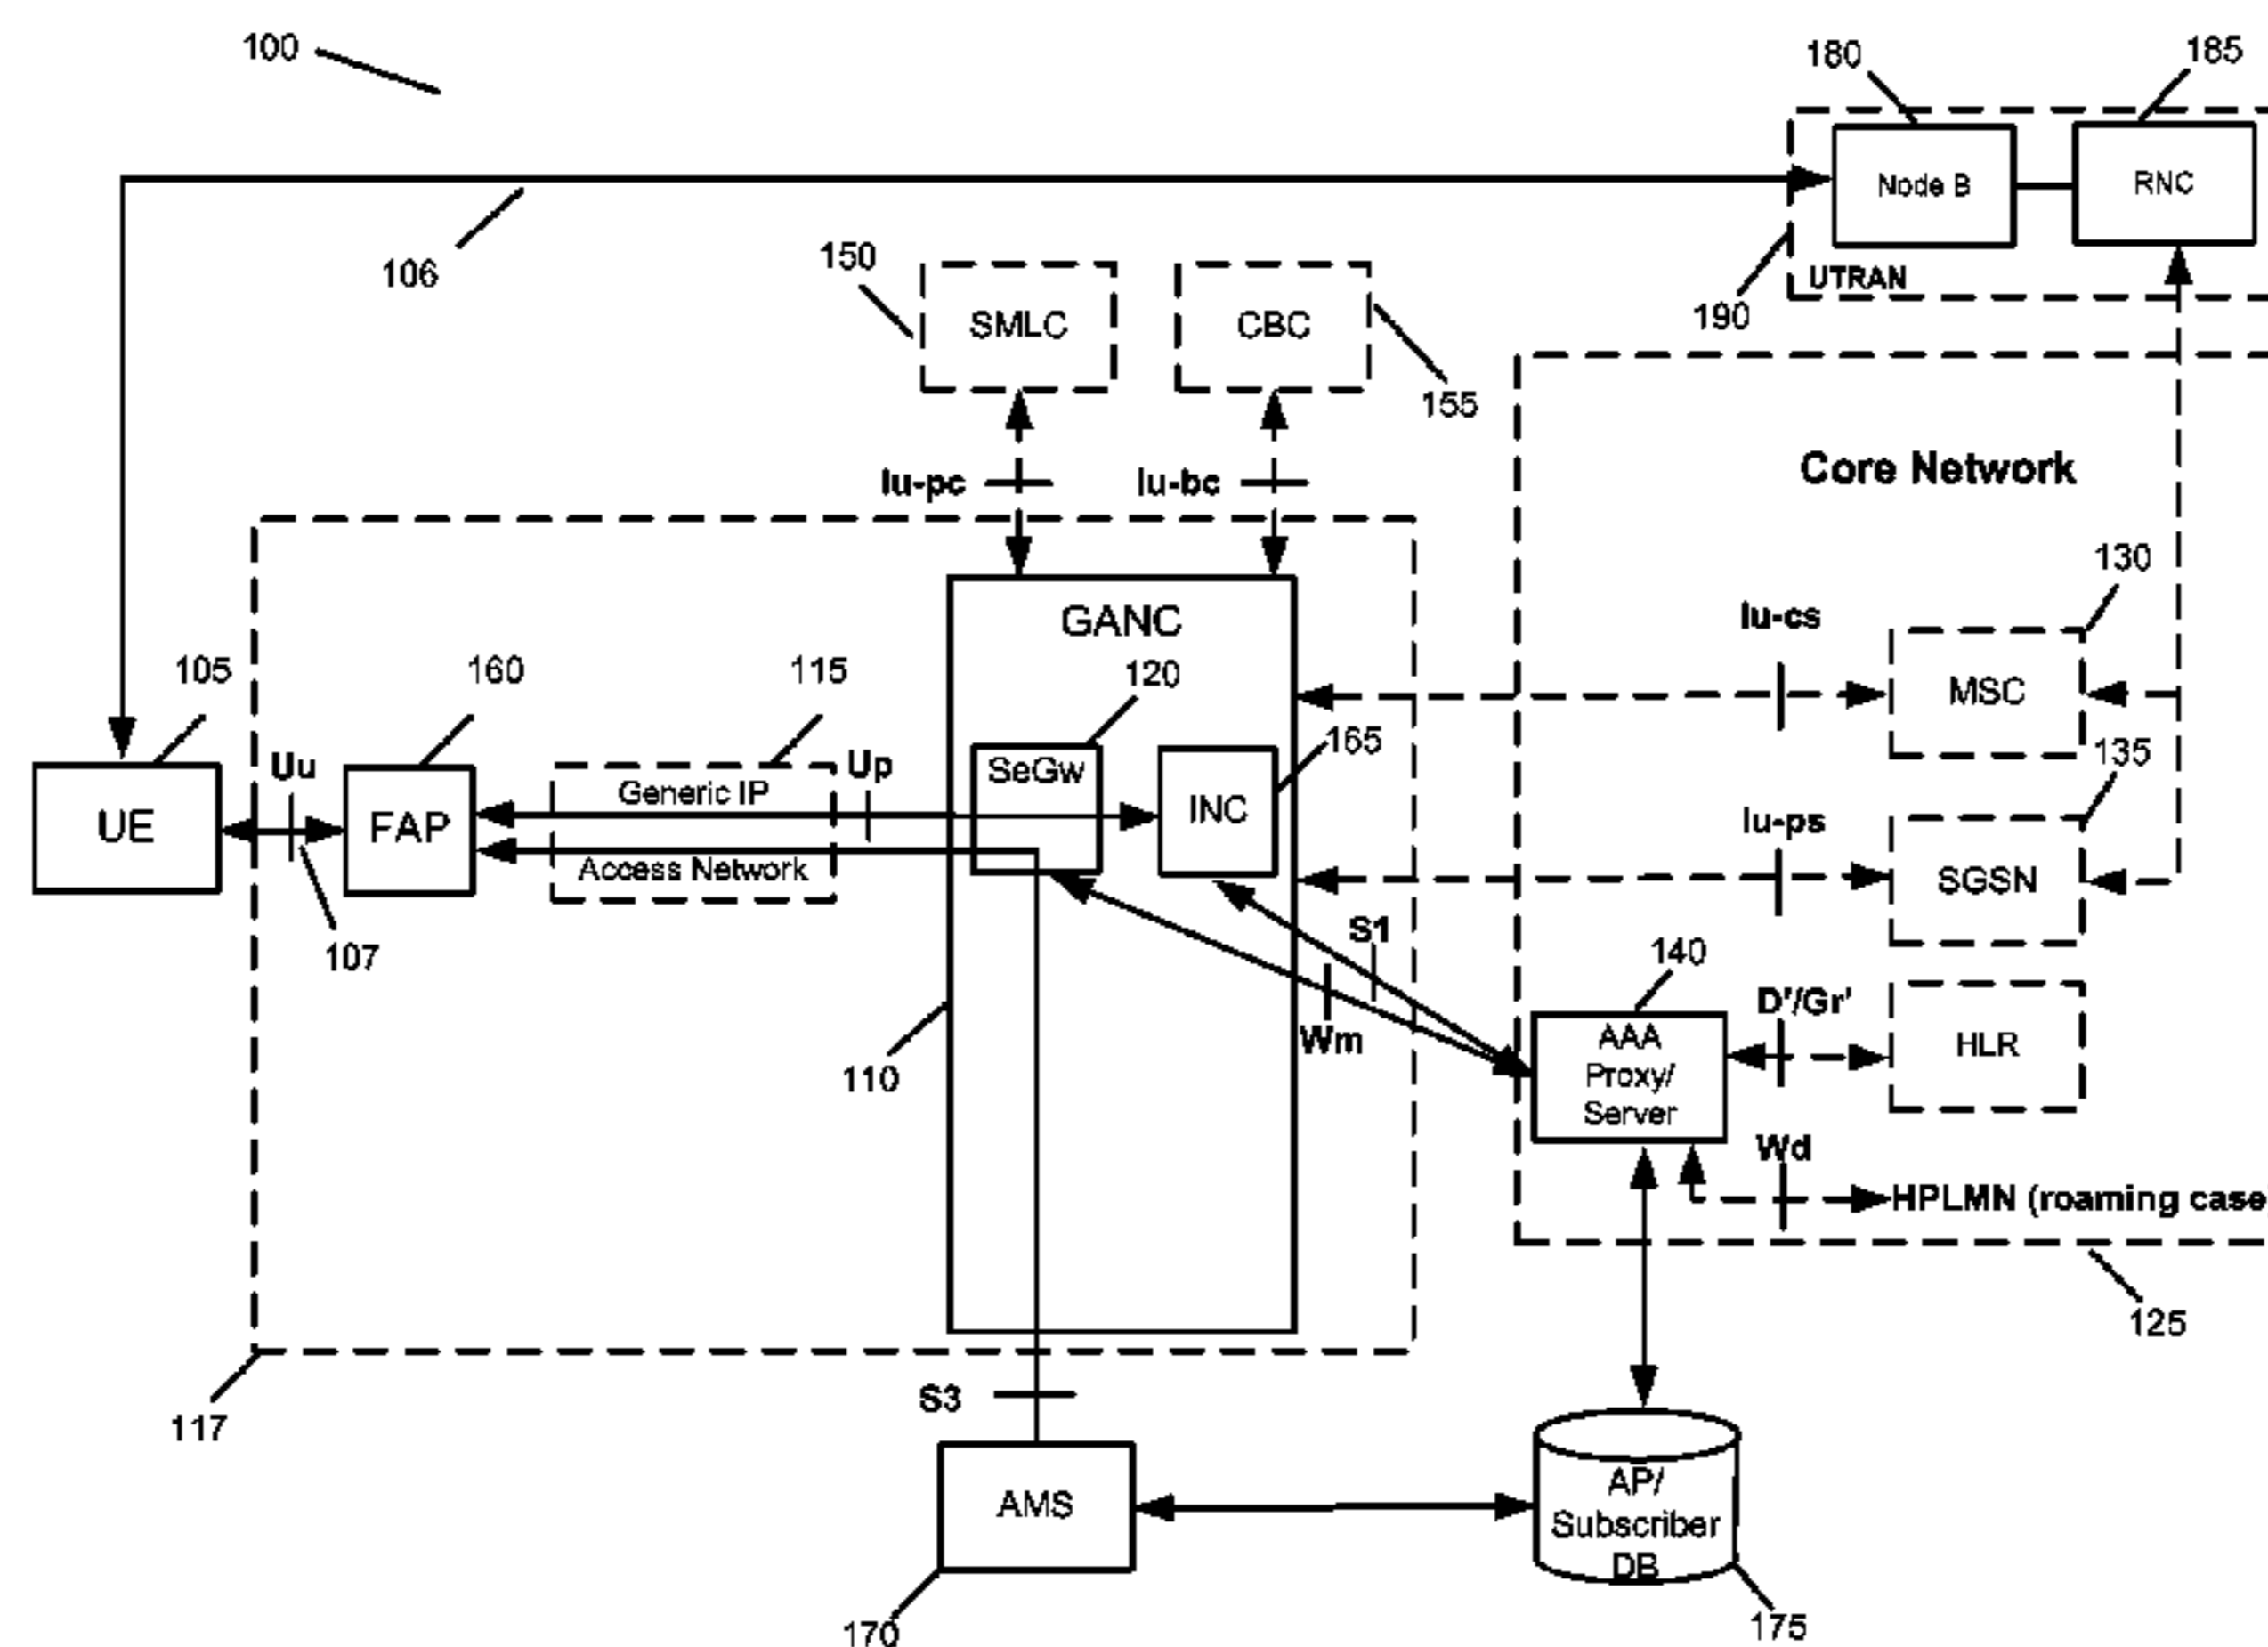 100
180
185
Node B
RNC
106
150
190
UTRAN
SMLC
CBC
155
Iu-pc
Iu-bc
Core Network
130
GANC
Iu-cs
105
160
115
120
MSC
165
135
Uu
Up
Generic IP
SeGw
UE
FAP
INC
Iu-ps
Access Network
SGSN
107
S1
140
D'/Gr'
Wm
AAA
Proxy/
Server
HLR
110
Wd
HPLMN (roaming case
125
S3
117
AMS
AP/
Subscriber
DB
170
175